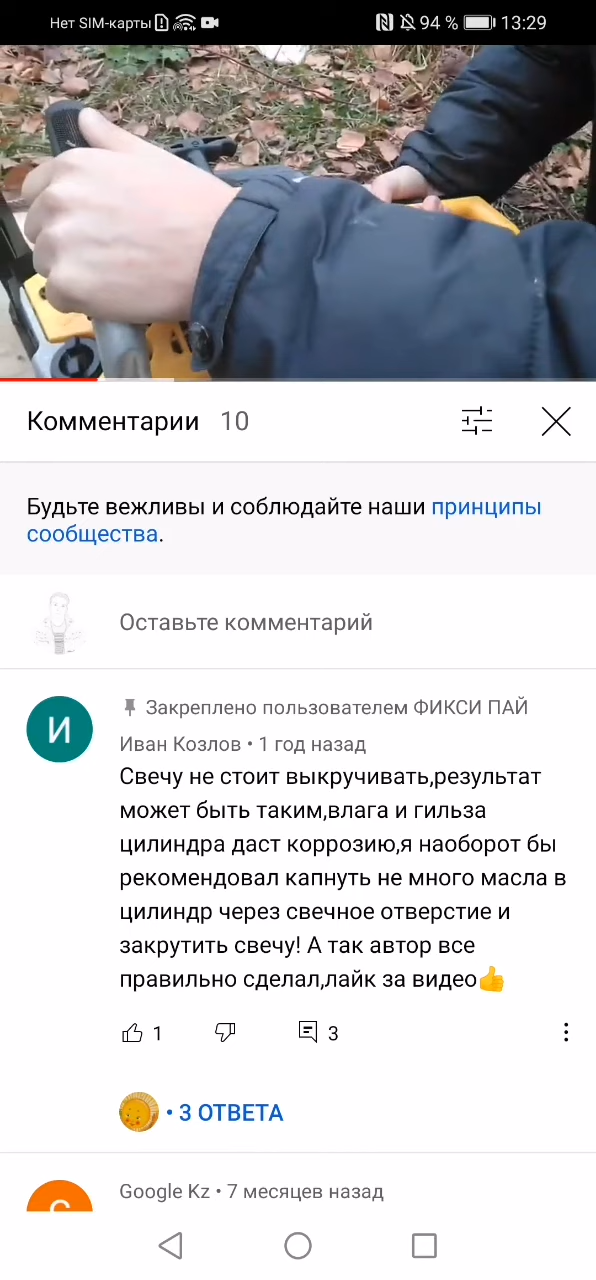 Нет SIM-карты 94 % 13:29
Комментарии 10
Будьте вежливы и соблюдайте наши принципы
сообщества.
Оставьте комментарий
И
Закреплено пользователем ФИКСИ ПАЙ
Иван Козлов • 1 год назад
Свечу не стоит выкручивать,результат
может быть таким,влага и гильза
цилиндра даст коррозию,я наоборот бы
рекомендовал капнуть не много масла в
цилиндр через свечное отверстие и
закрутить свечу! А так автор все
правильно сделал,лайк за видео👍
1 3
• 3 ОТВЕТА
Google Kz • 7 месяцев назад